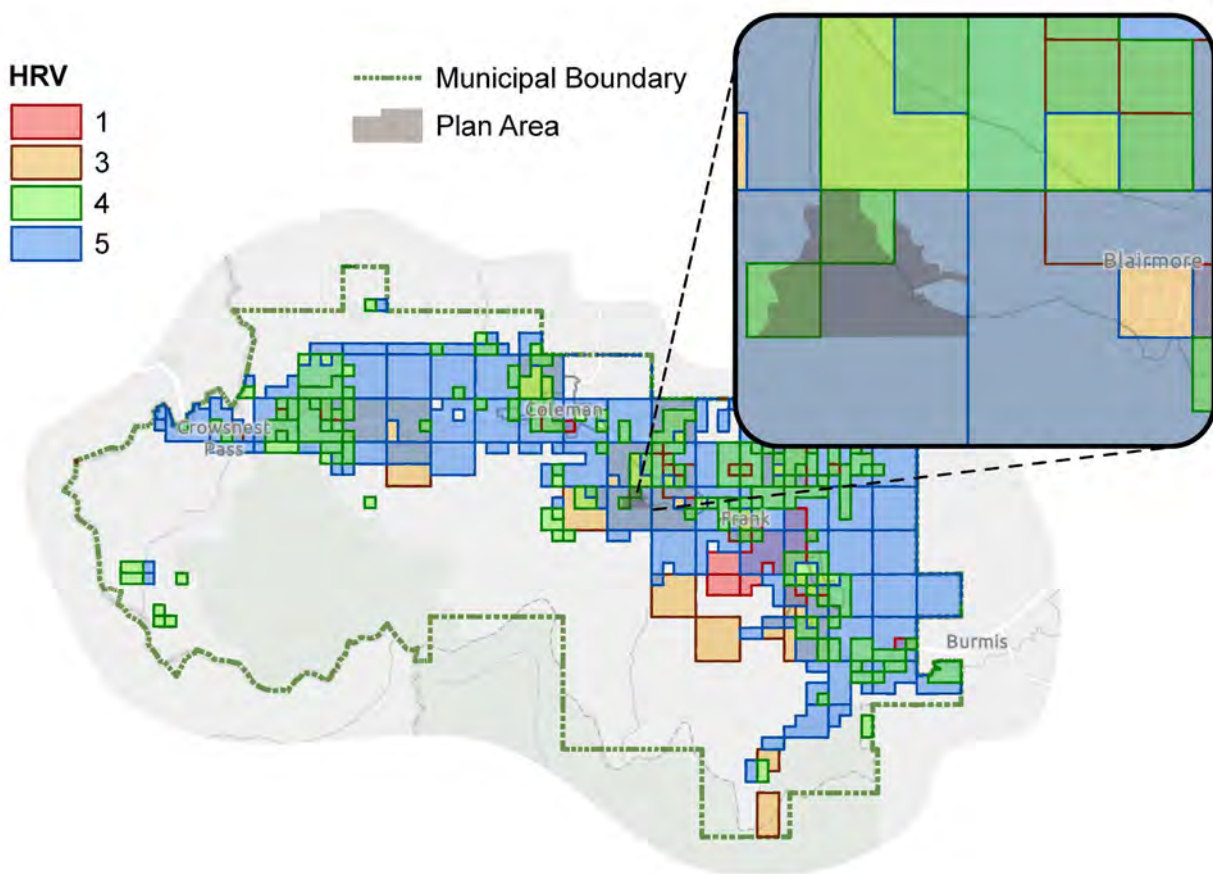 HRV
1
3
4
5
Municipal Boundary
Plan Area
Blairmore
Coleman
Crowsnest
Pass
Frank
Burmis